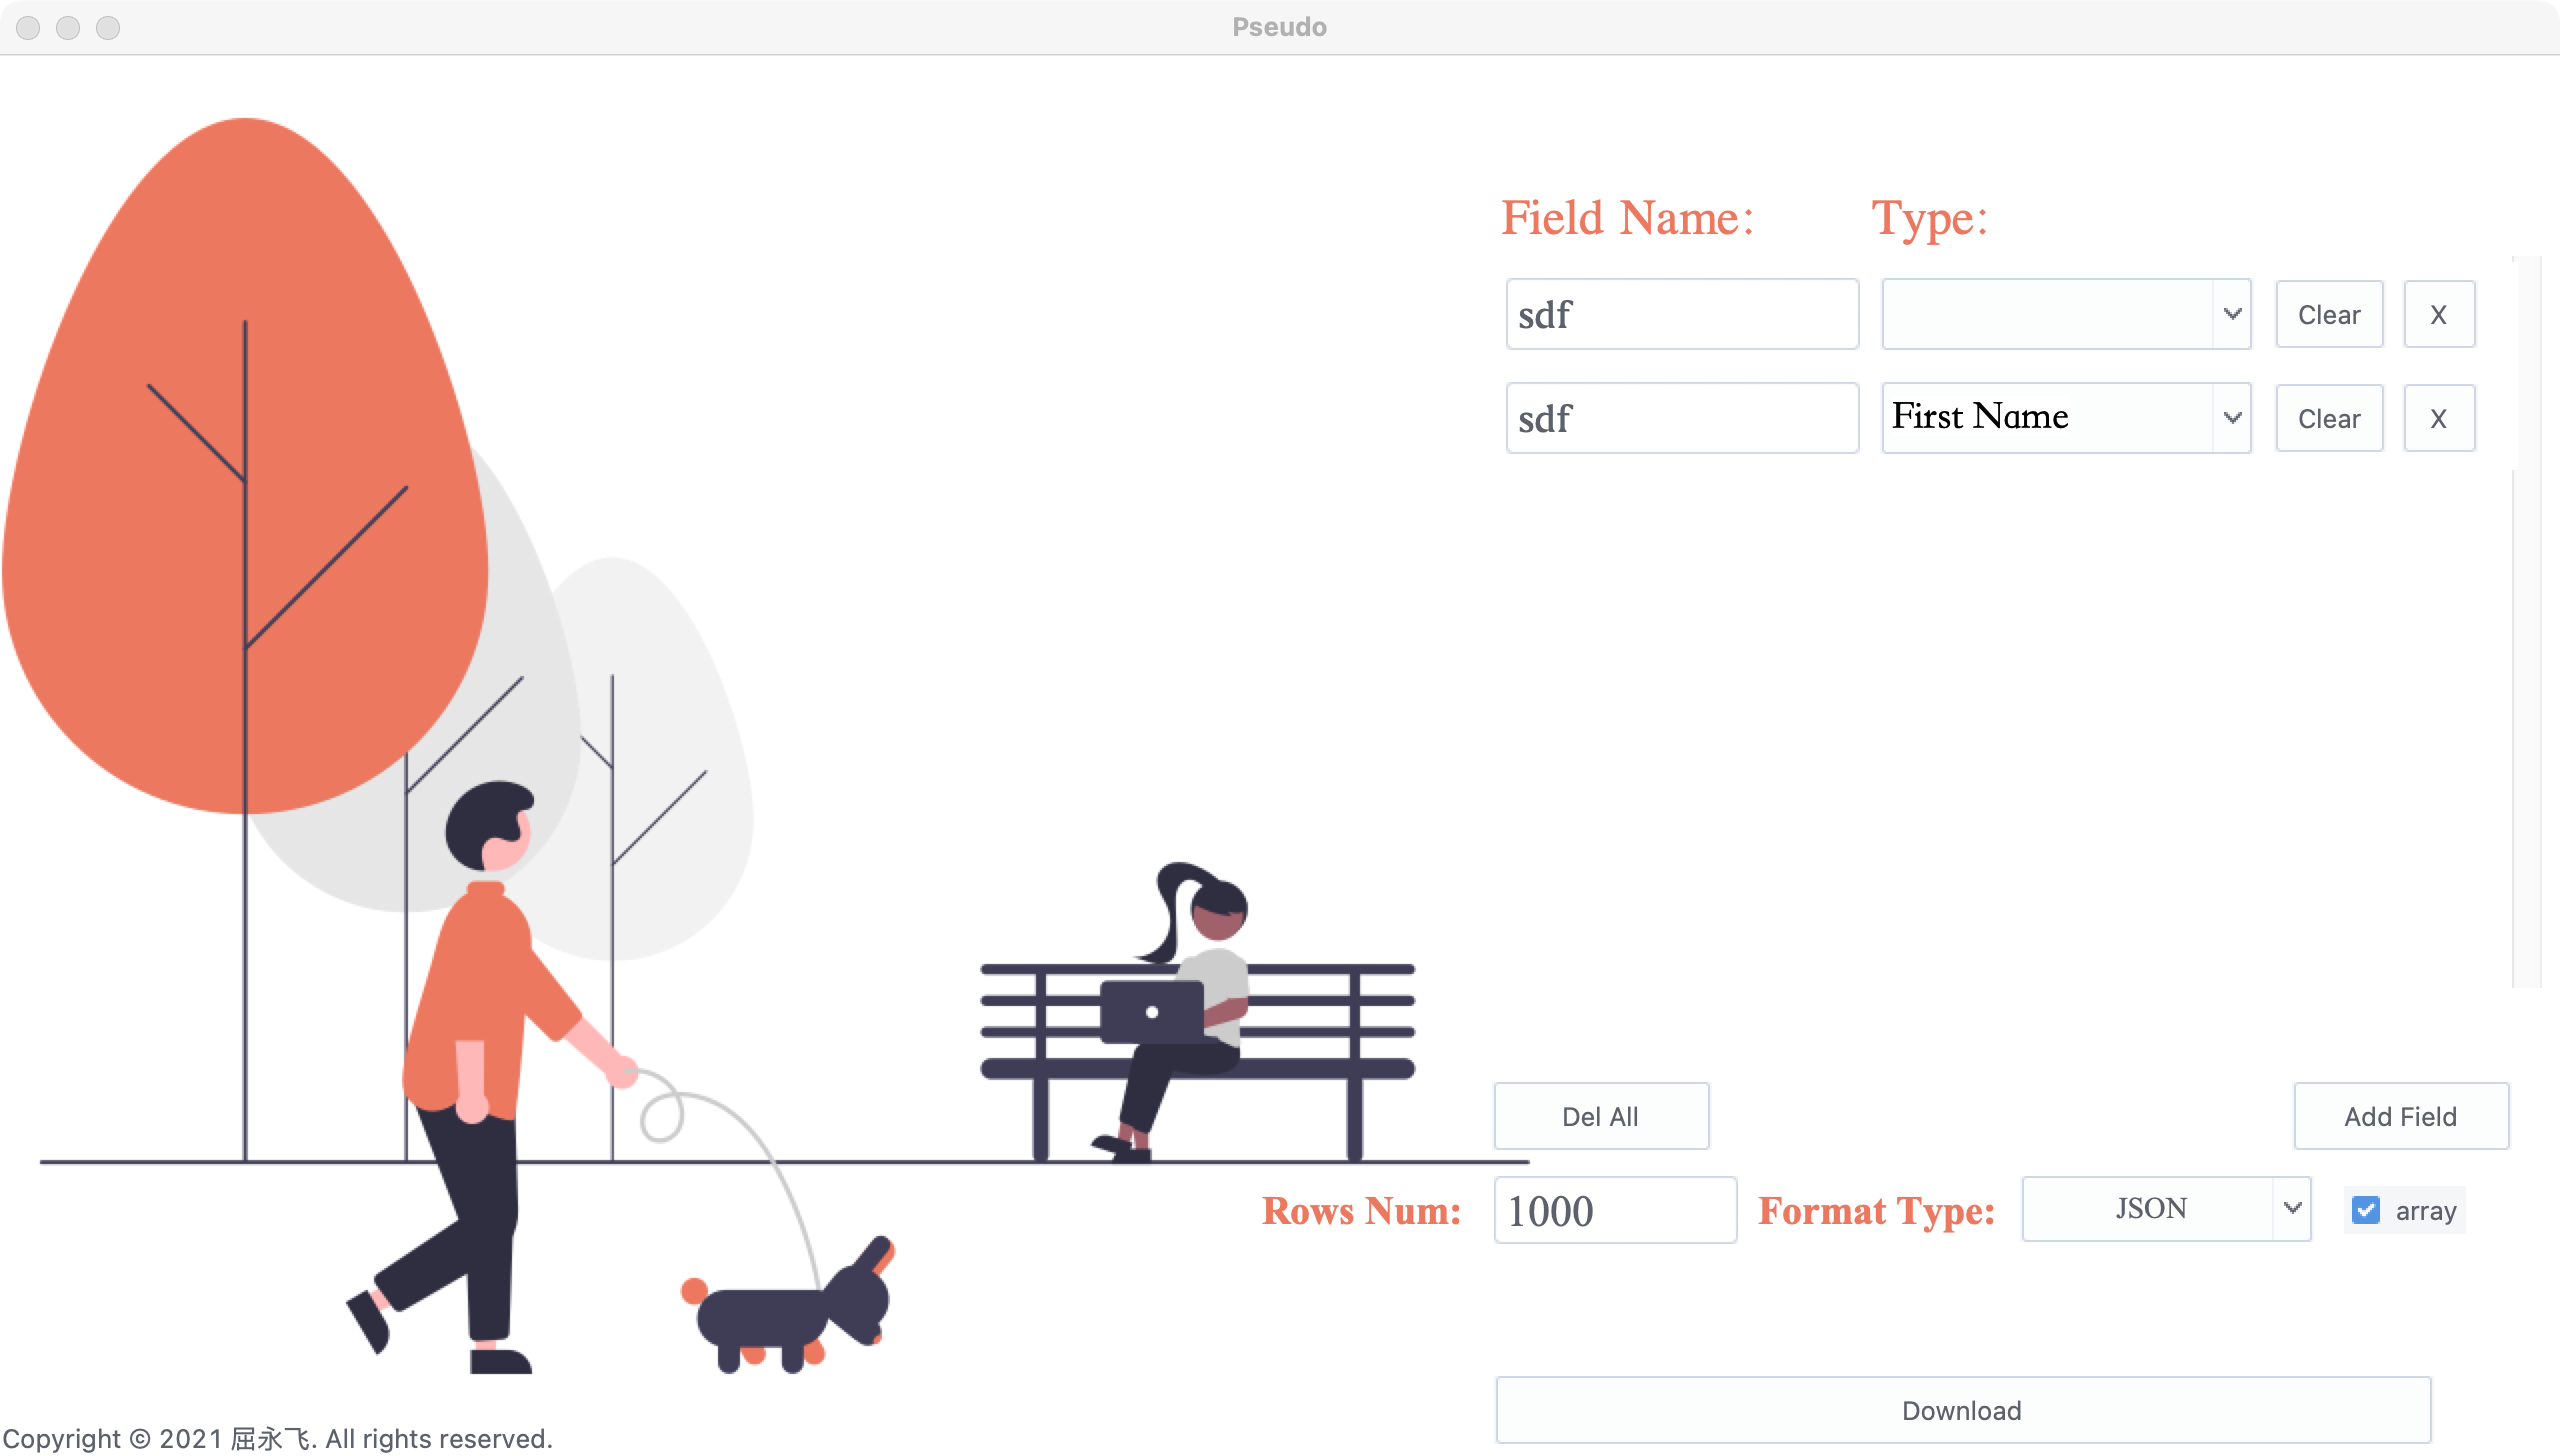 Pseudo
Field Name: Type:
sdf Clear X
sdf First Name Clear X
Del All Add Field
Rows Num: 1000 Format Type: JSON array
Download
Copyright © 2021 屈永飞. All rights reserved.